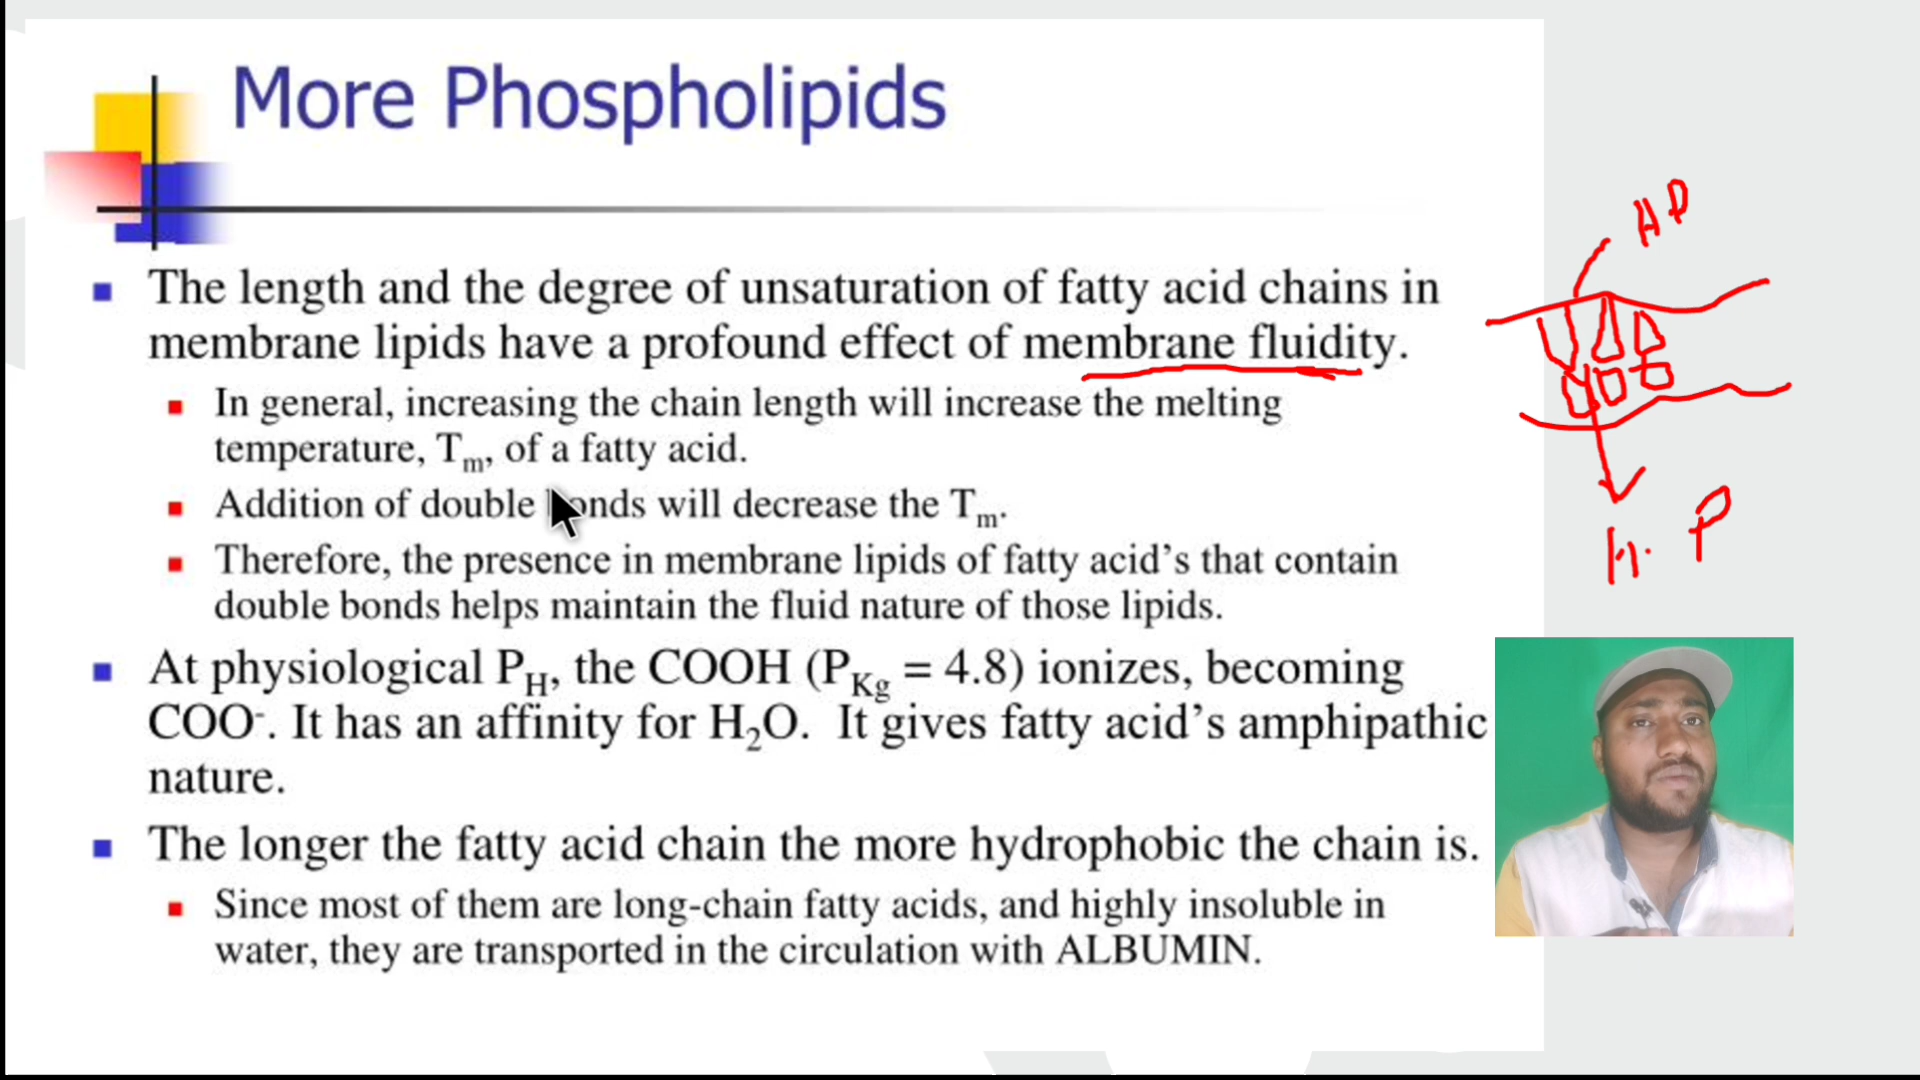 More Phospholipids
The length and the degree of unsaturation of fatty acid chains in
membrane lipids have a profound effect of membrane fluidity.
In general, increasing the chain length will increase the melting
temperature, Tm, of a fatty acid.
Addition of double bonds will decrease the Tm.
Therefore, the presence in membrane lipids of fatty acid’s that contain
double bonds helps maintain the fluid nature of those lipids.
At physiological PH, the COOH (PKg = 4.8) ionizes, becoming
COO-. It has an affinity for H2O. It gives fatty acid’s amphipathic
nature.
The longer the fatty acid chain the more hydrophobic the chain is.
Since most of them are long-chain fatty acids, and highly insoluble in
water, they are transported in the circulation with ALBUMIN.
H P
H. P